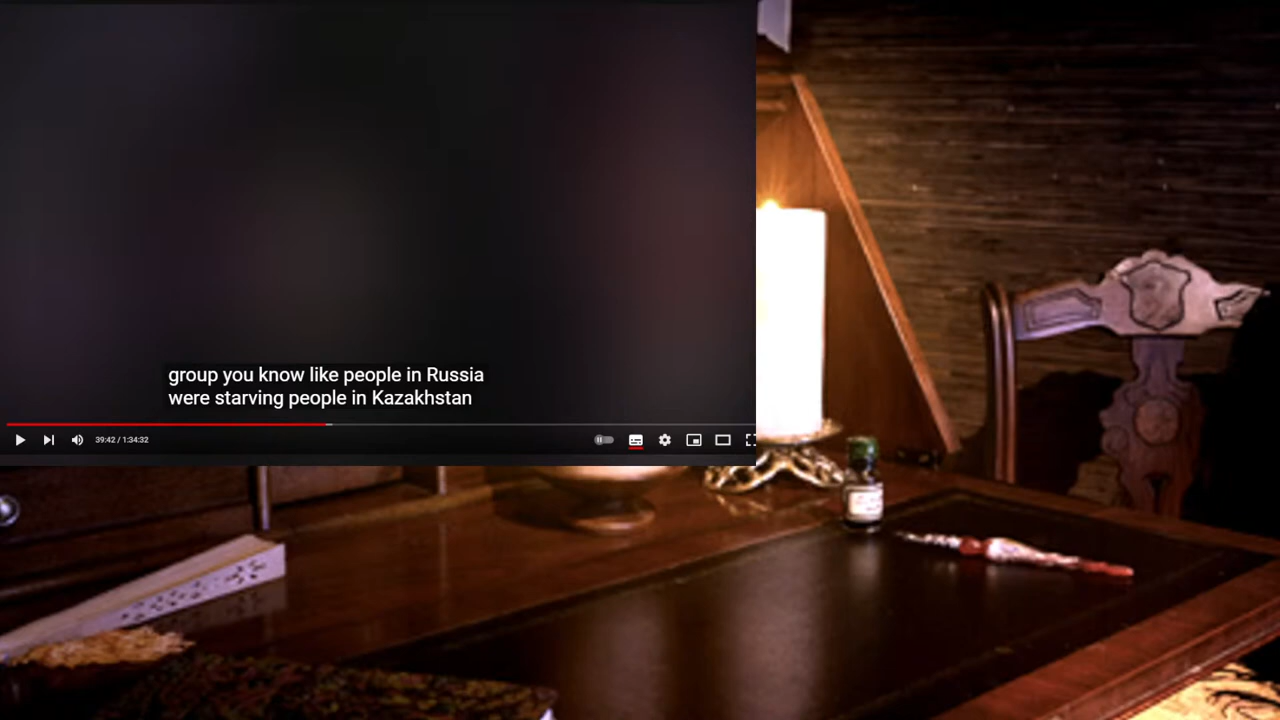 group you know like people in Russia
were starving people in Kazakhstan
39:42 / 1:34:32